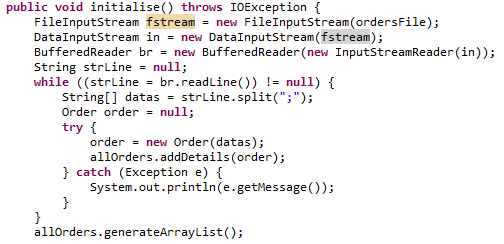 public void initialise() throws IOException {
    FileInputStream fstream = new FileInputStream(ordersFile);
    DataInputStream in = new DataInputStream(fstream);
    BufferedReader br = new BufferedReader(new InputStreamReader(in));
    String strLine = null;
    while ((strLine = br.readLine()) != null) {
        String[] datas = strLine.split(";");
        Order order = null;
        try {
            order = new Order(datas);
            allOrders.addDetails(order);
        } catch (Exception e) {
            System.out.println(e.getMessage());
        }
    }
    allOrders.generateArrayList();